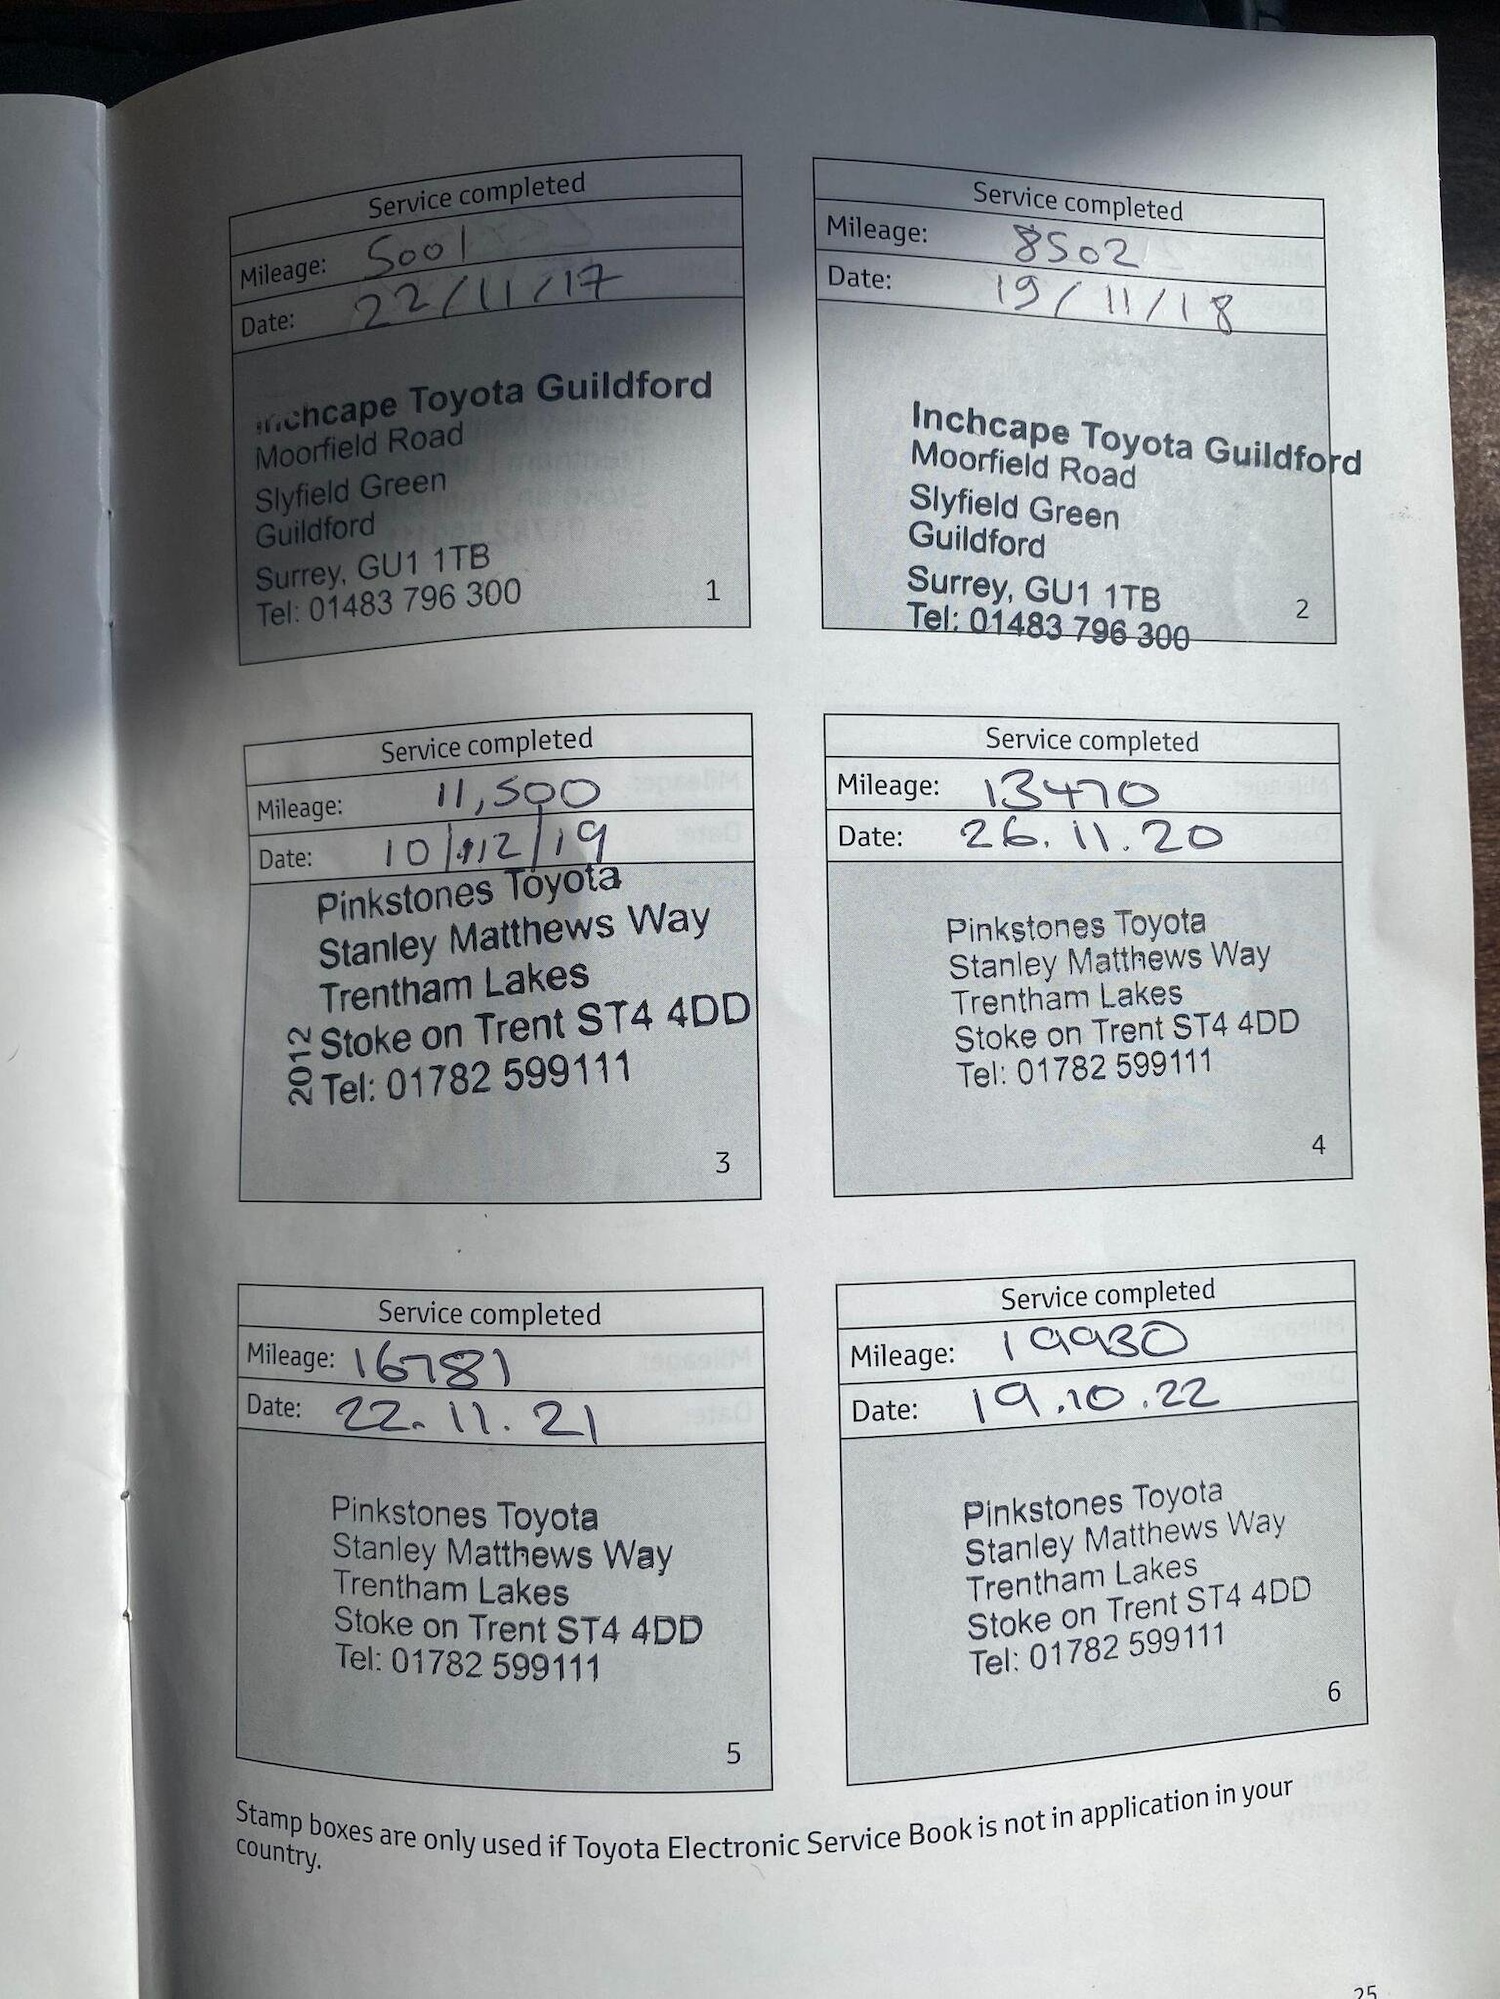 Service completed
Mileage: 5001
Date: 22/11/17
Inchcape Toyota Guildford
Moorfield Road
Slyfield Green
Guildford
Surrey, GU1 1TB
Tel: 01483 796 300
1
Service completed
Mileage: 8502
Date: 19/11/18
Inchcape Toyota Guildford
Moorfield Road
Slyfield Green
Guildford
Surrey, GU1 1TB
Tel: 01483 796 300
2
Service completed
Mileage: 11,500
Date: 10/12/19
Pinkstones Toyota
Stanley Matthews Way
Trentham Lakes
Stoke on Trent ST4 4DD
Tel: 01782 599111
2012
3
Service completed
Mileage: 13470
Date: 26.11.20
Pinkstones Toyota
Stanley Matthews Way
Trentham Lakes
Stoke on Trent ST4 4DD
Tel: 01782 599111
4
Service completed
Mileage: 16781
Date: 22.11.21
Pinkstones Toyota
Stanley Matthews Way
Trentham Lakes
Stoke on Trent ST4 4DD
Tel: 01782 599111
5
Service completed
Mileage: 19930
Date: 19.10.22
Pinkstones Toyota
Stanley Matthews Way
Trentham Lakes
Stoke on Trent ST4 4DD
Tel: 01782 599111
6
Stamp boxes are only used if Toyota Electronic Service Book is not in application in your
country.
25